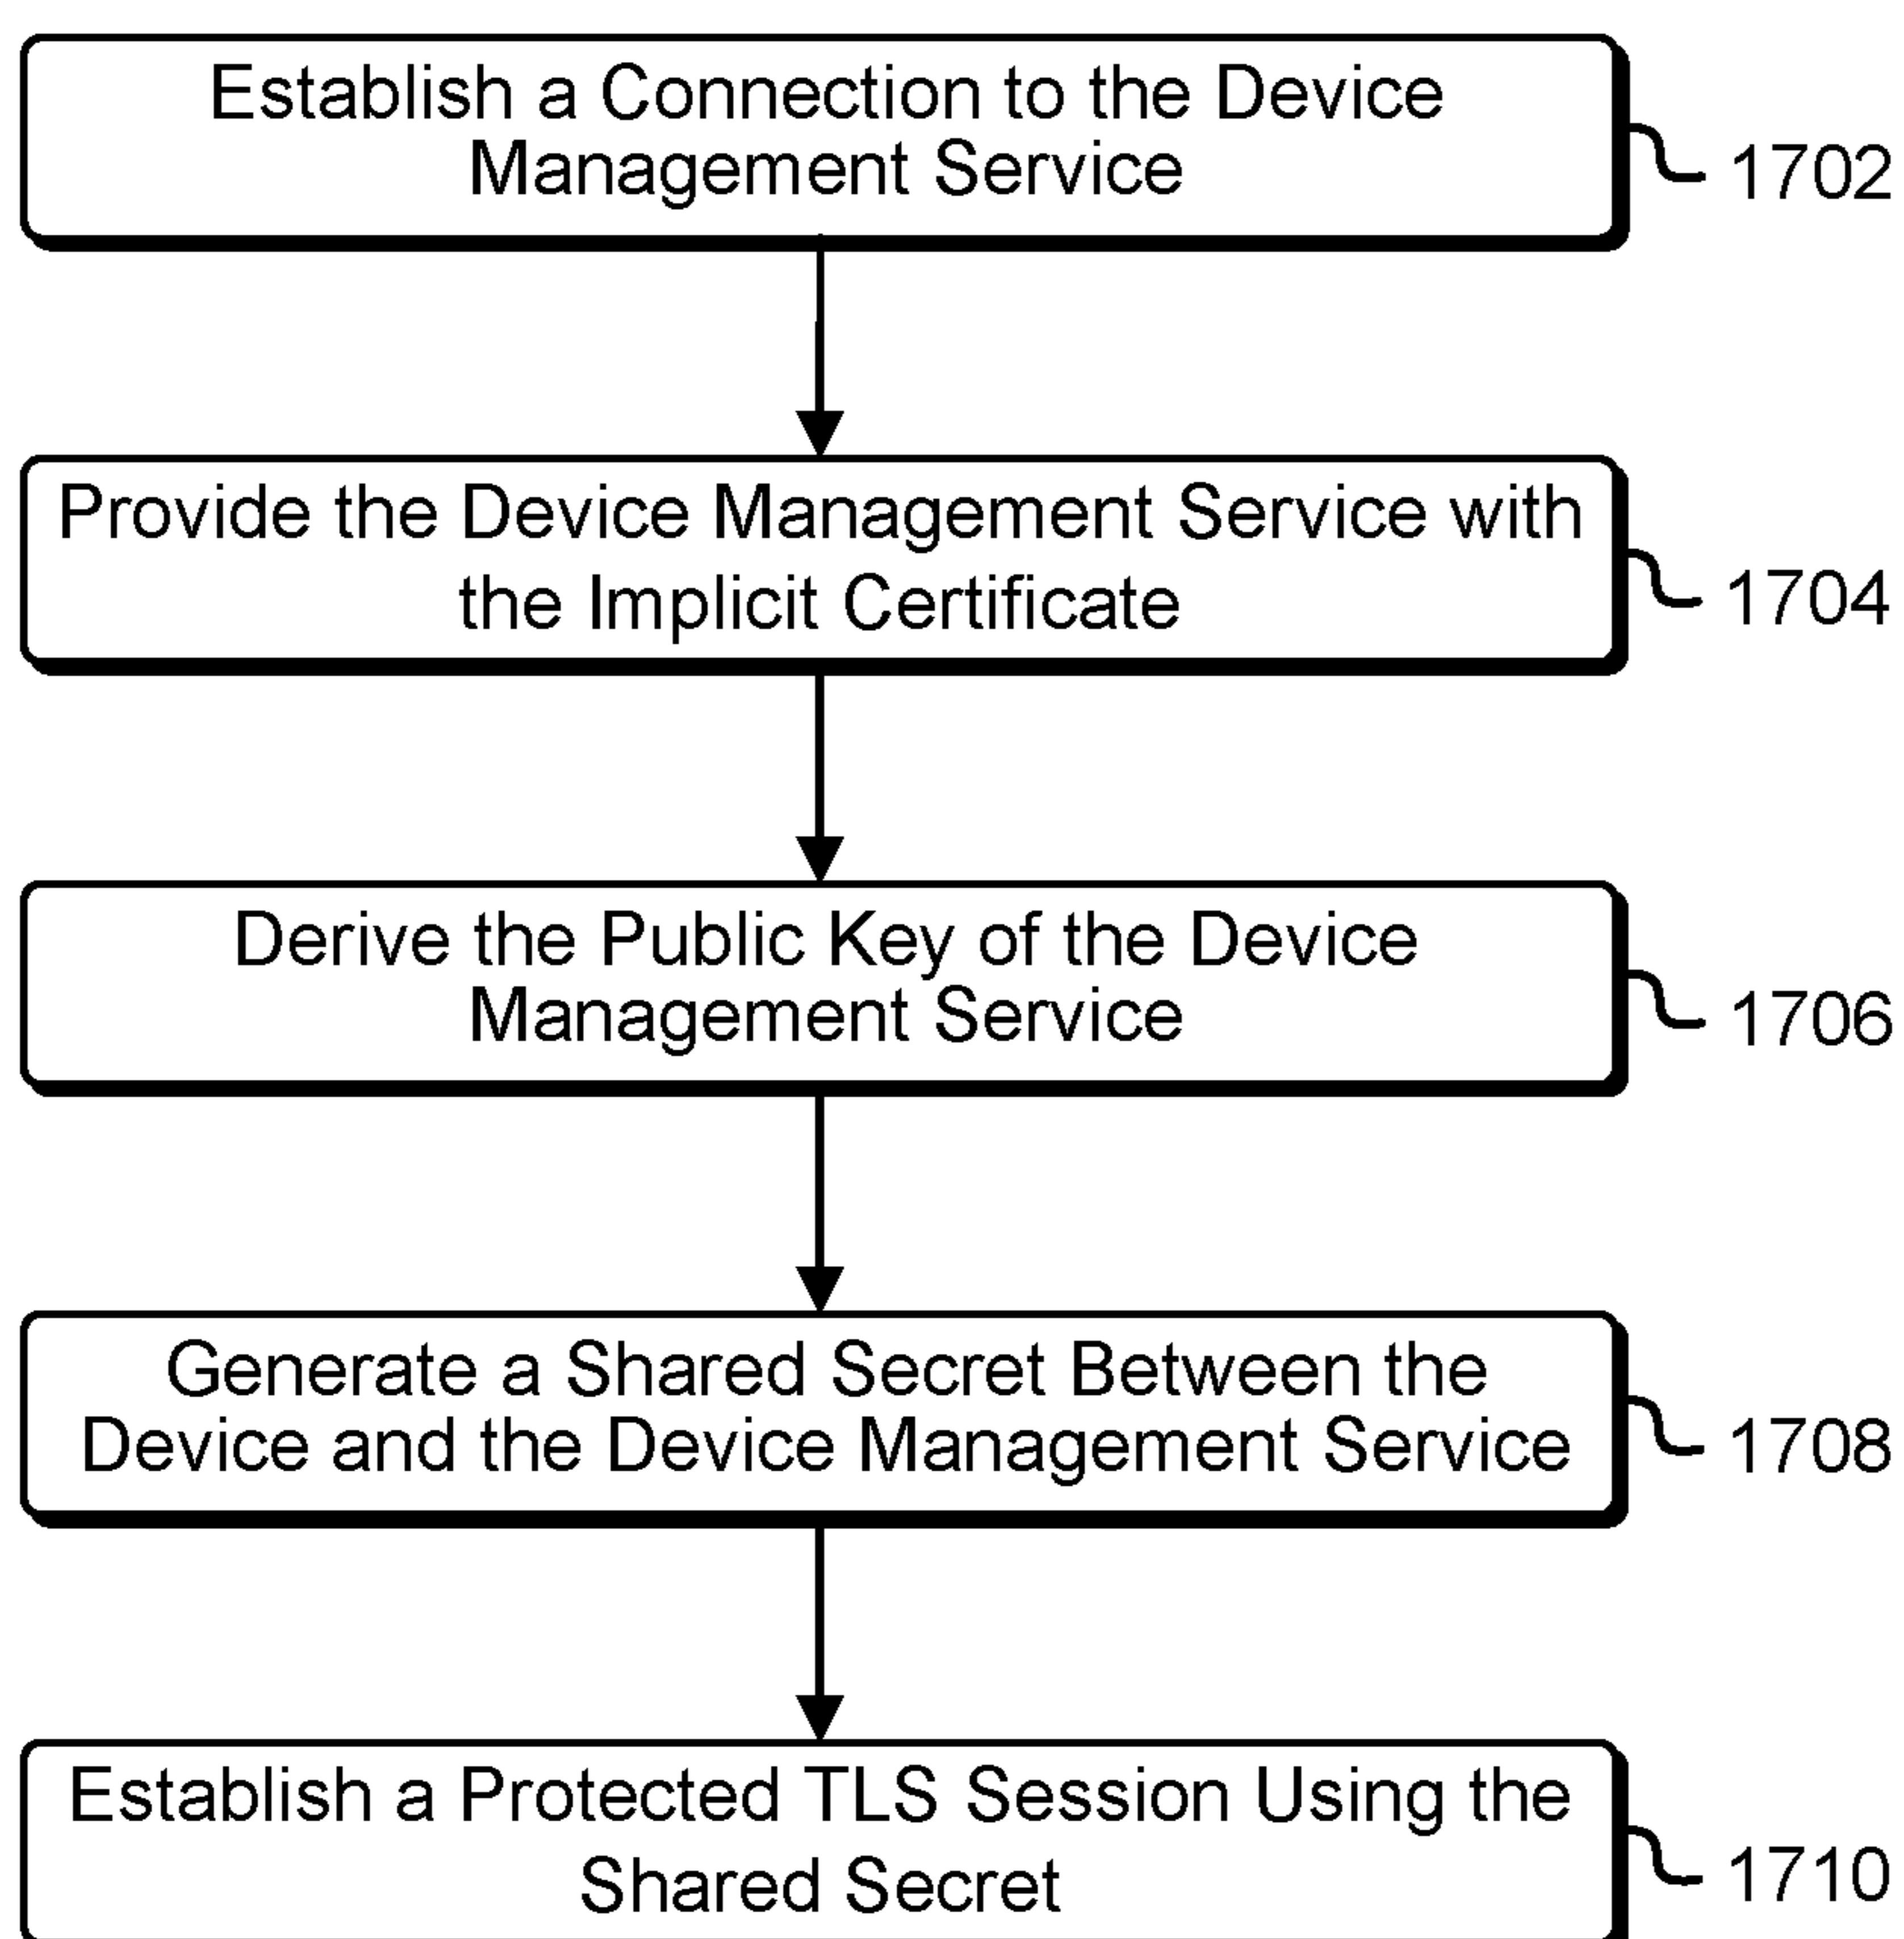 Establish a Connection to the Device
Management Service
1702
Provide the Device Management Service with
the Implicit Certificate
1704
Derive the Public Key of the Device
Management Service
1706
Generate a Shared Secret Between the
Device and the Device Management Service
1708
Establish a Protected TLS Session Using the
Shared Secret
1710